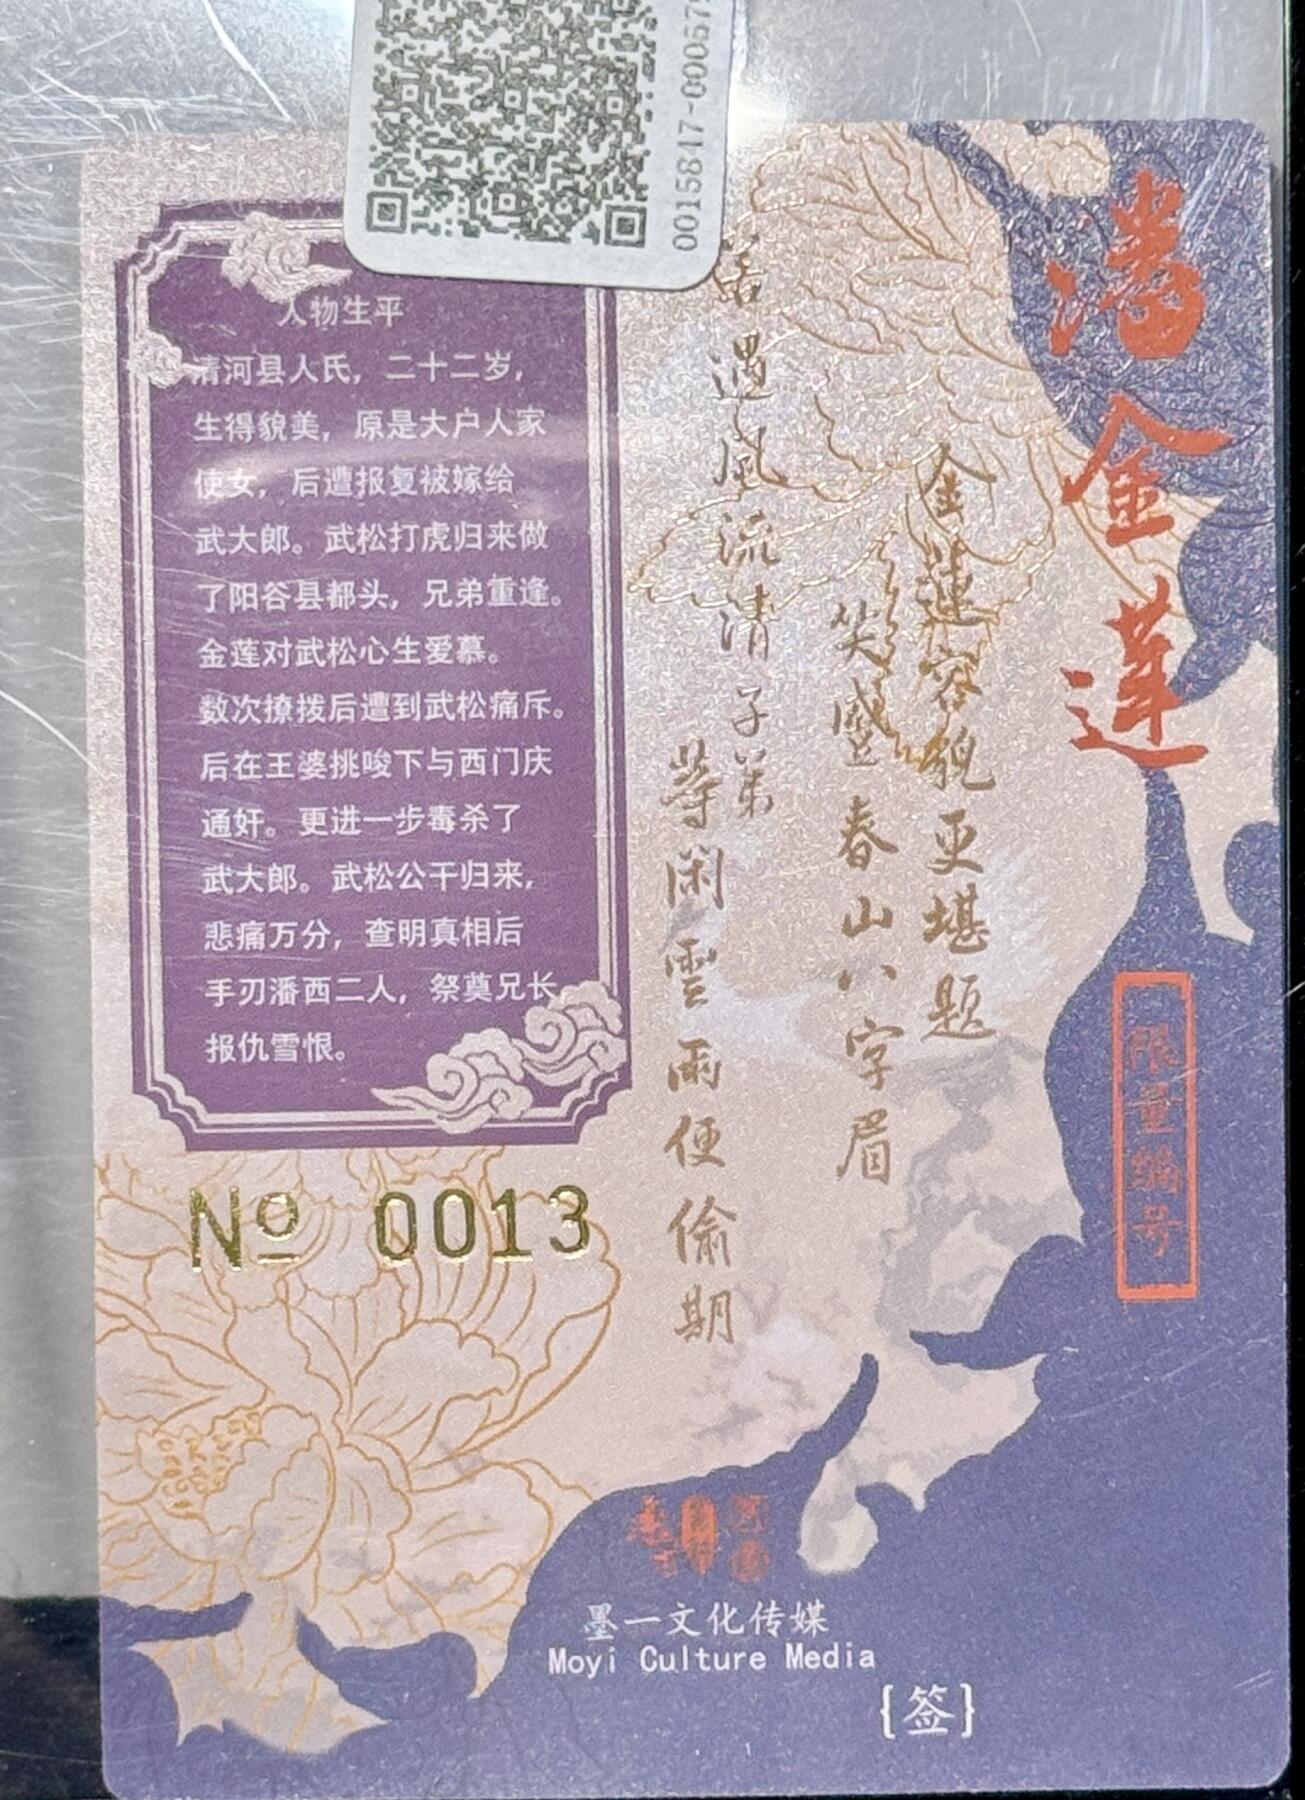 0015847-000579
潘金莲
限量编号
金蓮容貌更堪題
笑蹙春山八字眉
若遇風流清子弟
等闲雲雨便偷期
人物生平
清河县人氏，二十二岁，
生得貌美，原是大户人家
使女，后遭报复被嫁给
武大郎。武松打虎归来做
了阳谷县都头，兄弟重逢。
金莲对武松心生爱慕。
数次撩拨后遭到武松痛斥。
后在王婆挑唆下与西门庆
通奸。更进一步毒杀了
武大郎。武松公干归来，
悲痛万分，查明真相后
手刃潘西二人，祭奠兄长
报仇雪恨。
Nº 0013
墨一文化传媒
Moyi Culture Media
{签}